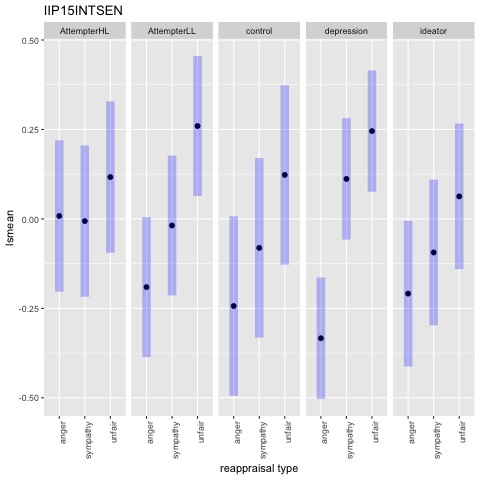 IIP15INTSEN
AttempterHL AttempterLL control depression ideator
0.50
0.25
0.00
-0.25
-0.50
lsmean
anger sympathy unfair anger sympathy unfair anger sympathy unfair anger sympathy unfair anger sympathy unfair
reappraisal type